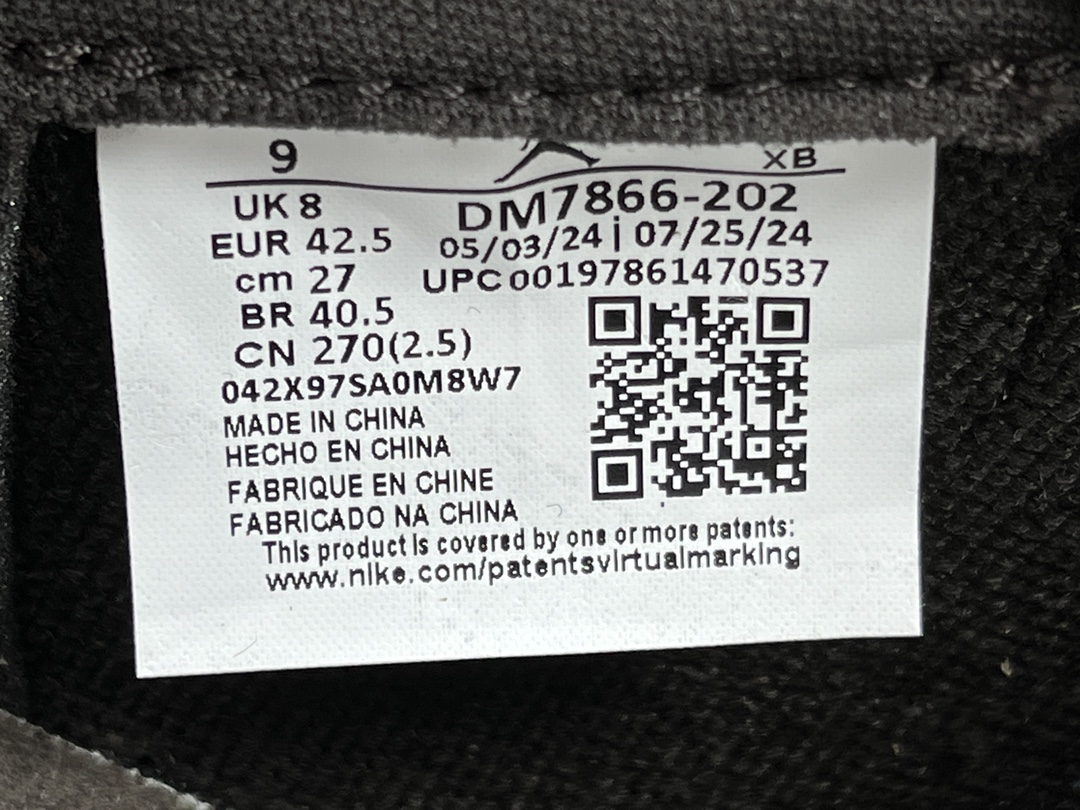 9 XB
UK 8
DM7866-202
EUR 42.5
05/03/24 | 07/25/24
cm 27
UPC00197861470537
BR 40.5
CN 270(2.5)
042X97SA0M8W7
MADE IN CHINA
HECHO EN CHINA
FABRIQUE EN CHINE
FABRICADO NA CHINA
This product is covered by one or more patents:
www.nike.com/patentsvirtualmarking